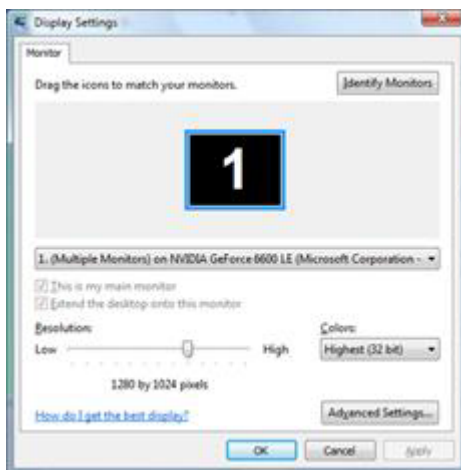 Display Settings
Monitor
Drag the icons to match your monitors.
Identify Monitors
1
1. (Multiple Monitors) on NVIDIA GeForce 6600 LE (Microsoft Corporation -
This is my main monitor
Extend the desktop onto this monitor
Resolution:
Colors:
Low
High
Highest (32 bit)
1280 by 1024 pixels
How do I get the best display?
Advanced Settings...
OK
Cancel
Apply